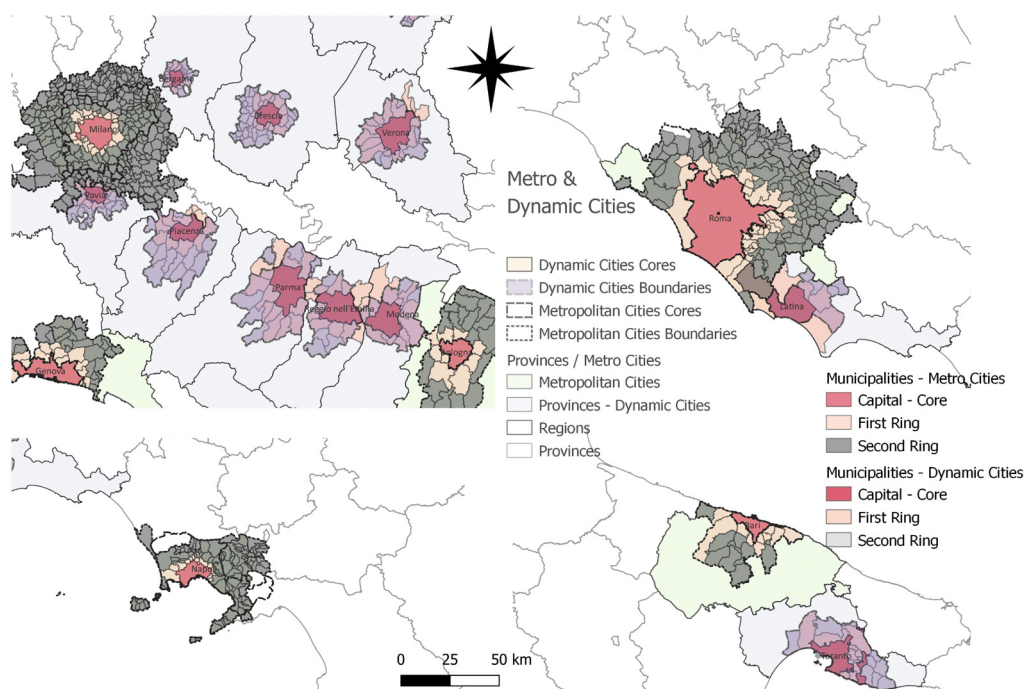 Bergamo
Milano
Brescia
Verona
Pavia
Piacenza
Parma
Reggio nell'Emilia
Modena
Bologna
Genova
Metro &
Dynamic Cities
Dynamic Cities Cores
Dynamic Cities Boundaries
Metropolitan Cities Cores
Metropolitan Cities Boundaries
Provinces / Metro Cities
Metropolitan Cities
Provinces - Dynamic Cities
Regions
Provinces
Roma
Latina
Municipalities - Metro Cities
Capital - Core
First Ring
Second Ring
Municipalities - Dynamic Cities
Capital - Core
First Ring
Second Ring
Napoli
Bari
Taranto
0 25 50 km